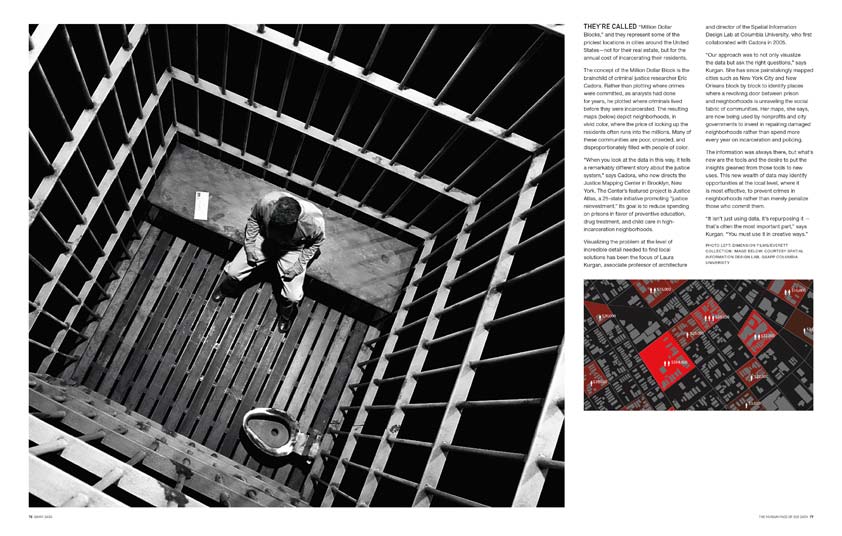 THEY'RE CALLED "Million Dollar
Blocks," and they represent some of the
priciest locations in cities around the United
States—not for their real estate, but for the
annual cost of incarcerating their residents.
The concept of the Million Dollar Block is the
brainchild of criminal justice researcher Eric
Cadora. Rather than plotting where crimes
were committed, as analysts had done
for years, he plotted where criminals lived
before they were incarcerated. The resulting
maps (below) depict neighborhoods, in
vivid color, where the price of locking up the
residents often runs into the millions. Many of
these communities are poor, crowded, and
disproportionately filled with people of color.
"When you look at the data in this way, it tells
a remarkably different story about the justice
system," says Cadora, who now directs the
Justice Mapping Center in Brooklyn, New
York. The Center's featured project is Justice
Atlas, a 25-state initiative promoting "justice
reinvestment." Its goal is to reduce spending
on prisons in favor of preventive education,
drug treatment, and child care in high-
incarceration neighborhoods.
Visualizing the problem at the level of
incredible detail needed to find local
solutions has been the focus of Laura
Kurgan, associate professor of architecture
and director of the Spatial Information
Design Lab at Columbia University, who first
collaborated with Cadora in 2005.
"Our approach was to not only visualize
the data but ask the right questions," says
Kurgan. She has since painstakingly mapped
cities such as New York City and New
Orleans block by block to identify places
where a revolving door between prison
and neighborhoods is unraveling the social
fabric of communities. Her maps, she says,
are now being used by nonprofits and city
governments to invest in repairing damaged
neighborhoods rather than spend more
every year on incarceration and policing.
The information was always there, but what's
new are the tools and the desire to put the
insights gleaned from those tools to new
uses. This new wealth of data may identify
opportunities at the local level, where it
is most effective, to prevent crimes in
neighborhoods rather than merely penalize
those who commit them.
"It isn't just using data. It's repurposing it —
that's often the most important part," says
Kurgan. "You must use it in creative ways."
PHOTO LEFT: DIMENSION FILMS/EVERETT
COLLECTION. IMAGE BELOW: COURTESY SPATIAL
INFORMATION DESIGN LAB, GSAPP COLUMBIA
UNIVERSITY
THE HUMAN FACE OF BIG DATA